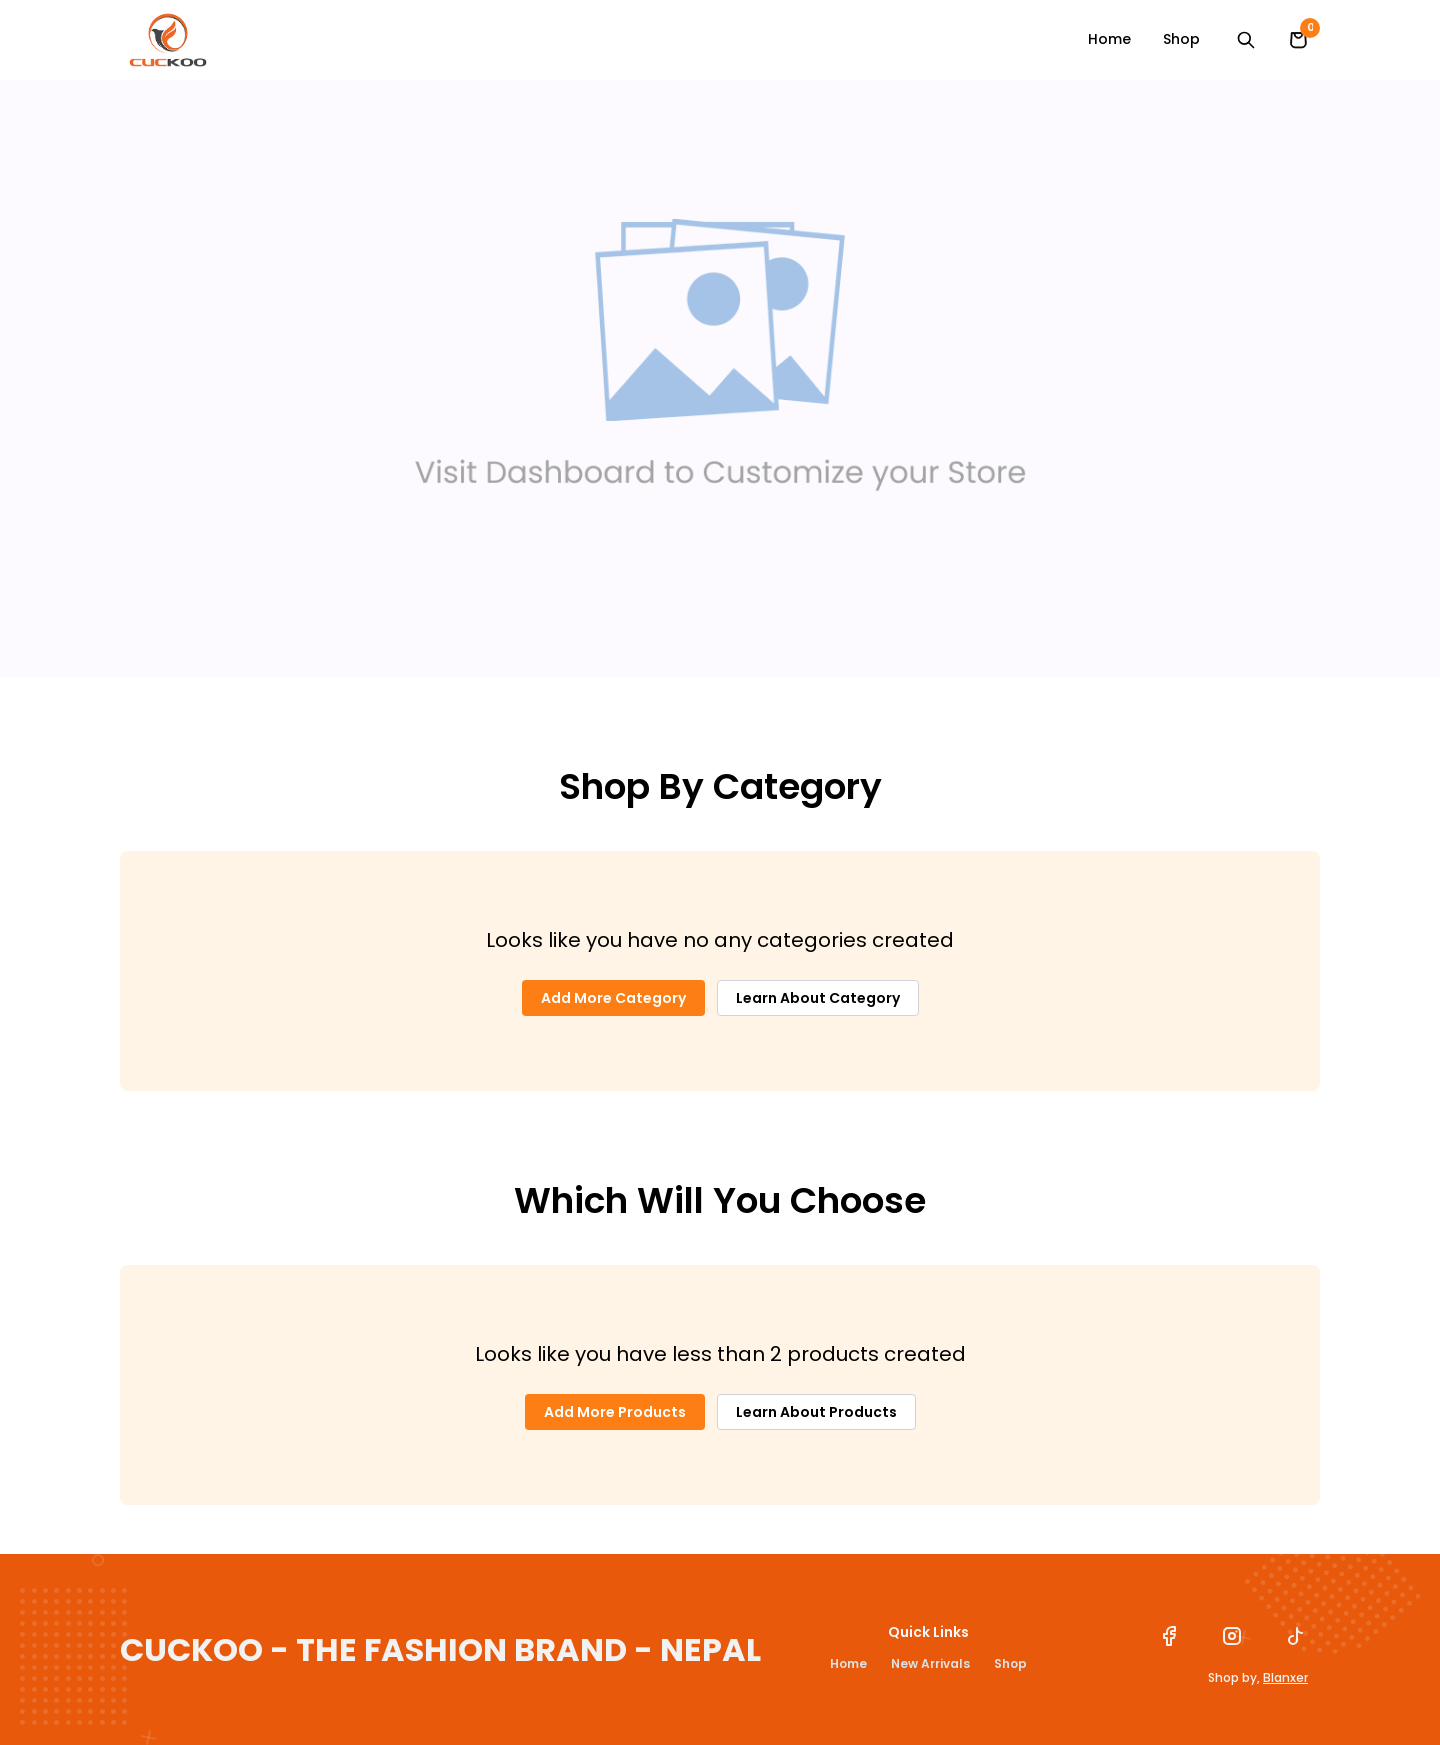 CUCKOO
Home
Shop
0
Visit Dashboard to Customize your Store
Shop By Category
Looks like you have no any categories created
Add More Category
Learn About Category
Which Will You Choose
Looks like you have less than 2 products created
Add More Products
Learn About Products
CUCKOO - THE FASHION BRAND - NEPAL
Quick Links
Home
New Arrivals
Shop
Shop by, Blanxer